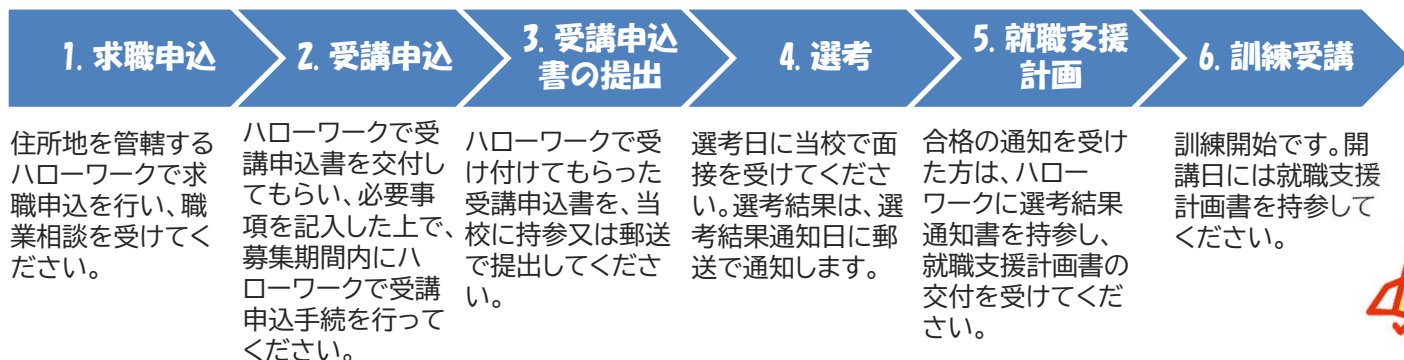 1. 求職申込
住所地を管轄する
ハローワークで求
職申込を行い、職
業相談を受けてく
ださい。
2. 受講申込
ハローワークで受
講申込書を交付し
てもらい、必要事
項を記入した上で、
募集期間内にハ
ローワークで受講
申込手続を行って
ください。
3. 受講申込
書の提出
ハローワークで受
け付けてもらった
受講申込書を、当
校に持参又は郵送
で提出してくださ
い。
4. 選考
選考日に当校で面
接を受けてくださ
い。選考結果は、選
考結果通知日に郵
送で通知します。
5. 就職支援
計画
合格の通知を受け
た方は、ハロー
ワークに選考結果
通知書を持参し、
就職支援計画書の
交付を受けてくだ
さい。
6. 訓練受講
訓練開始です。開
講日には就職支援
計画書を持参して
ください。